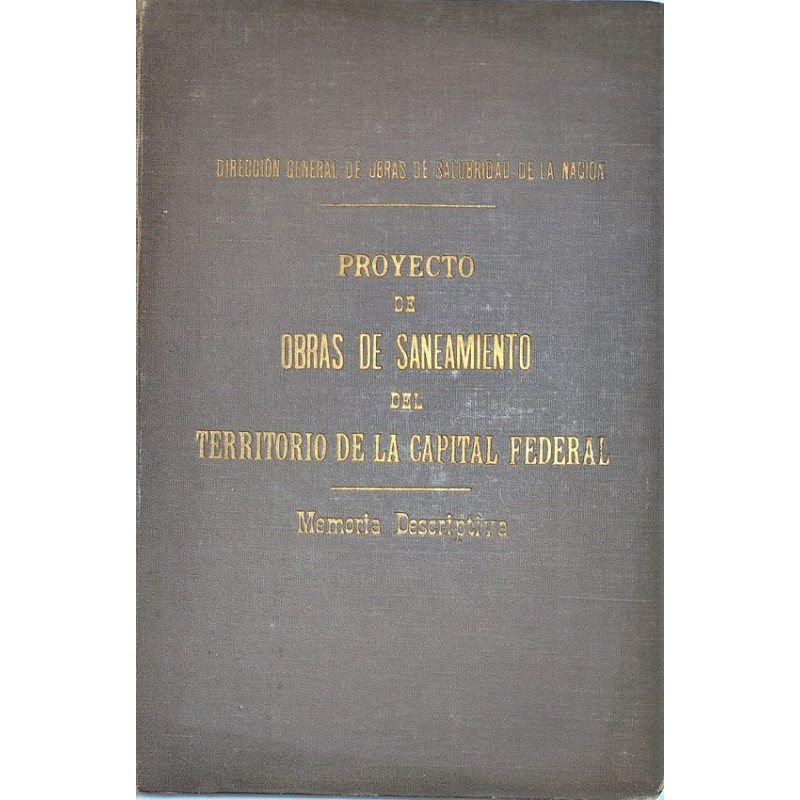 DIRECCIÓN GENERAL DE OBRAS DE SALUBRIDAD DE LA NACIÓN
PROYECTO
DE
OBRAS DE SANEAMIENTO
DEL
TERRITORIO DE LA CAPITAL FEDERAL
Memoria Descriptiva